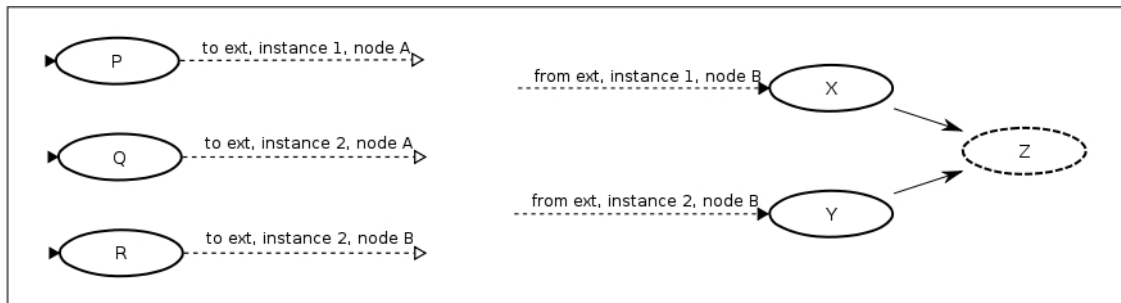 P
to ext, instance 1, node A
Q
to ext, instance 2, node A
R
to ext, instance 2, node B
from ext, instance 1, node B
X
from ext, instance 2, node B
Y
Z